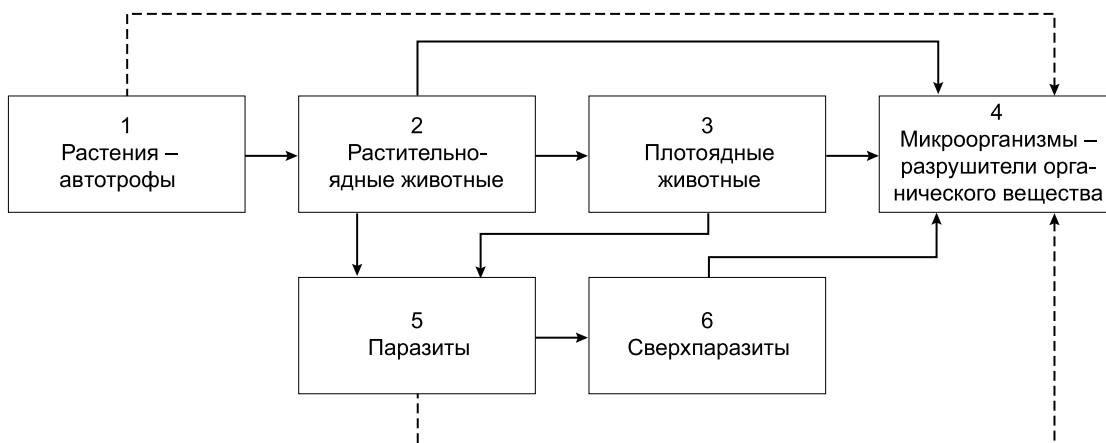 1
Растения –
автотрофы
2
Растительно-
ядные животные
3
Плотоядные
животные
4
Микроорганизмы –
разрушители орга-
нического вещества
5
Паразиты
6
Сверхпаразиты